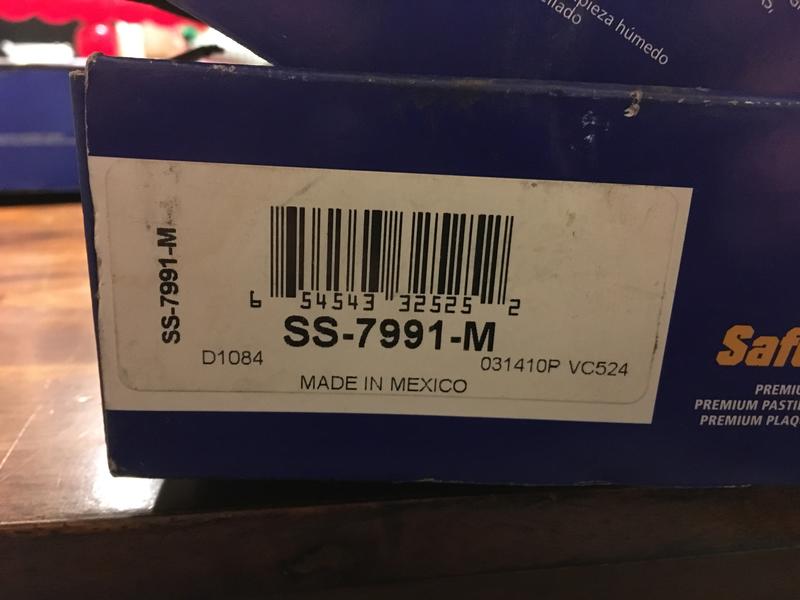 pieza húmedo
SS-7991-M
6 54543 32525 2
SS-7991-M
D1084
031410P VC524
MADE IN MEXICO
Saf
PREMIU
PREMIUM PASTI
PREMIUM PLAQ